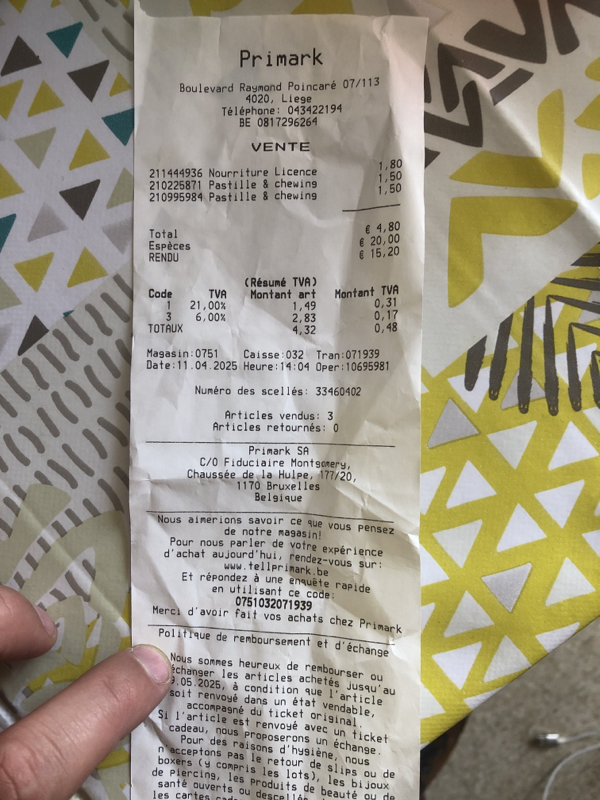 Primark
Boulevard Raymond Poincaré 07/113
4020, Liege
Téléphone: 043422194
BE 0817296264
VENTE
211444936 Nourriture Licence 1,80
210225871 Pastille & chewing 1,50
210995984 Pastille & chewing 1,50
Total € 4,80
Espèces € 20,00
RENDU € 15,20
(Résumé TVA)
Code TVA Montant art Montant TVA
1 21,00% 1,49 0,31
3 6,00% 2,83 0,17
TOTAUX 4,32 0,48
Magasin:0751 Caisse:032 Tran:071939
Date:11.04.2025 Heure:14:04 Oper:10695981
Numéro des scellés: 33460402
Articles vendus: 3
Articles retournés: 0
Primark SA
C/O Fiduciaire Montgomery,
Chaussée de la Hulpe, 177/20,
1170 Bruxelles
Belgique
Nous aimerions savoir ce que vous pensez
de notre magasin!
Pour nous parler de votre expérience
d'achat aujourd'hui, rendez-vous sur:
www.tellprimark.be
Et répondez à une enquête rapide
en utilisant ce code:
0751032071939
Merci d'avoir fait vos achats chez Primark
Politique de remboursement et d'échange
Nous sommes heureux de rembourser ou
échanger les articles achetés jusqu'au
9.05.2025, à condition que l'article
soit renvoyé dans un état vendable,
accompagné du ticket original.
Si l'article est renvoyé avec un ticket
cadeau, nous proposerons un échange.
Pour des raisons d'hygiène, nous
n'acceptons pas le retour de slips ou de
boxers (y compris les lots), les bijoux
de piercing, les produits de beauté ou de
santé ouverts ou descellés,
les cartes